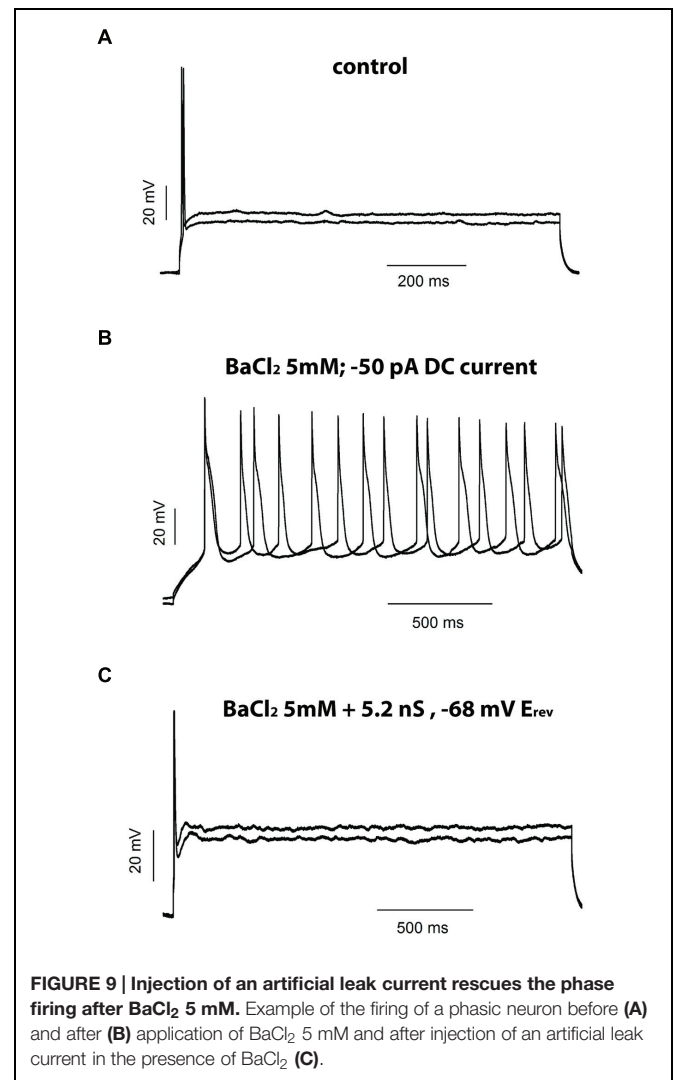 A
control
20 mV
200 ms
B
BaCl₂ 5mM; -50 pA DC current
20 mV
500 ms
C
BaCl₂ 5mM + 5.2 nS , -68 mV Erev
20 mV
500 ms
FIGURE 9 | Injection of an artificial leak current rescues the phase
firing after BaCl₂ 5 mM. Example of the firing of a phasic neuron before (A)
and after (B) application of BaCl₂ 5 mM and after injection of an artificial leak
current in the presence of BaCl₂ (C).